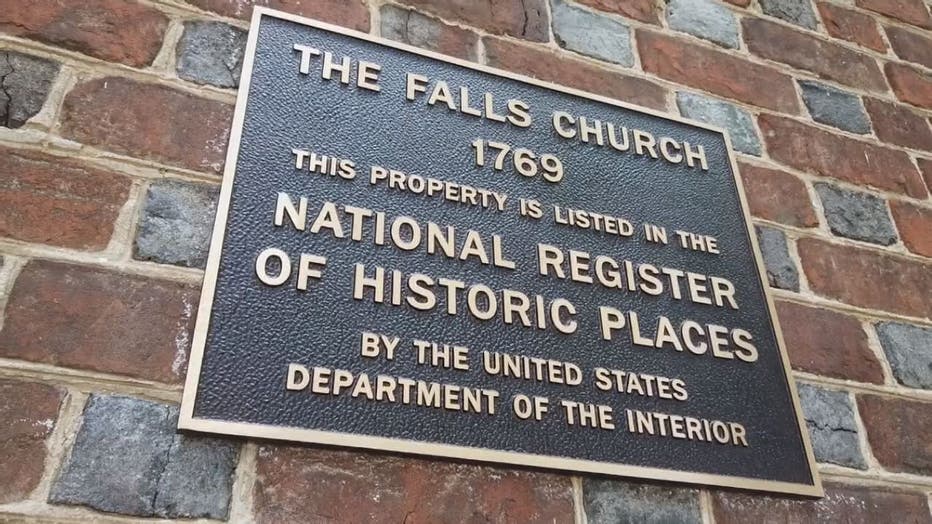 THE FALLS CHURCH
1769
THIS PROPERTY IS LISTED IN THE
NATIONAL REGISTER
OF HISTORIC PLACES
BY THE UNITED STATES
DEPARTMENT OF THE INTERIOR